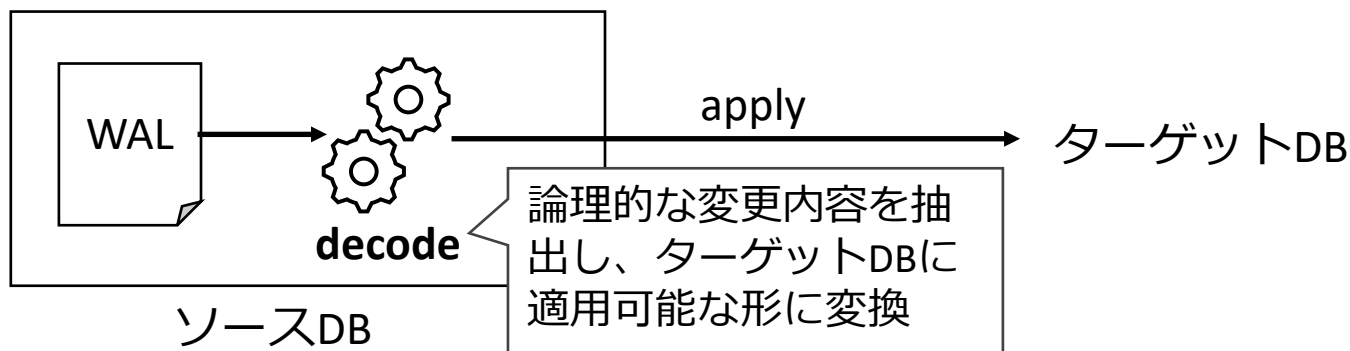 WAL
apply
ターゲットDB
decode
論理的な変更内容を抽
出し、ターゲットDBに
適用可能な形に変換
ソースDB